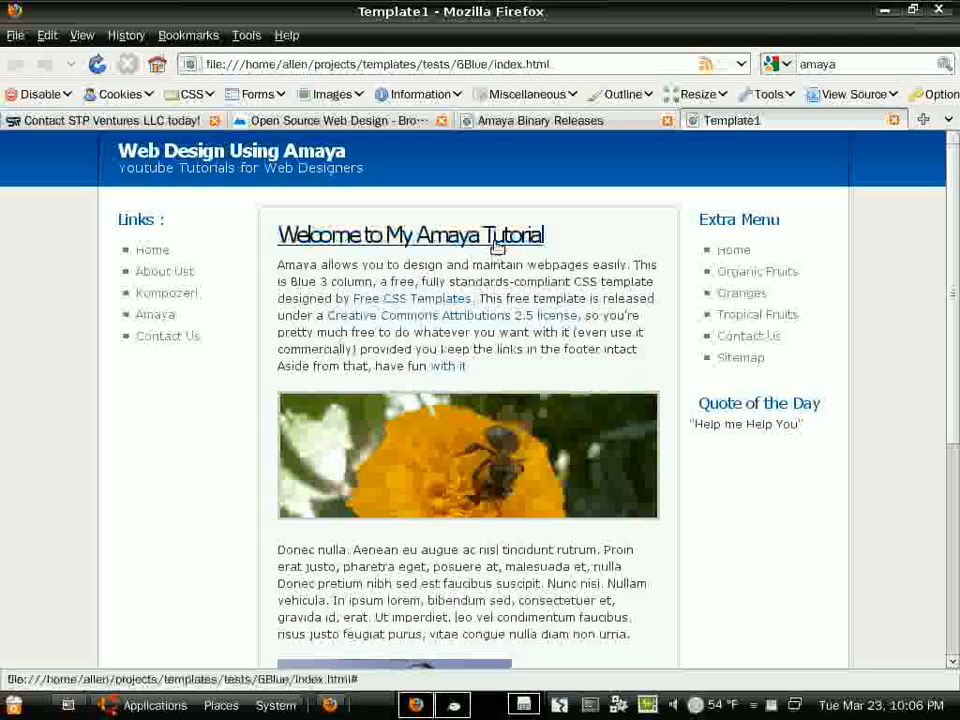 Template1 - Mozilla Firefox
File Edit View History Bookmarks Tools Help
file:///home/allen/projects/templates/tests/6Blue/index.html
amaya
Disable Cookies CSS Forms Images Information Miscellaneous Outline Resize Tools View Source Option
Contact STP Ventures LLC today! Open Source Web Design - Bro... Amaya Binary Releases Template1
Web Design Using Amaya
Youtube Tutorials for Web Designers
Links :
Home
About Ust
Kompozer!
Amaya
Contact Us
Welcome to My Amaya Tutorial
Amaya allows you to design and maintain webpages easily. This
is Blue 3 column, a free, fully standards-compliant CSS template
designed by Free CSS Templates. This free template is released
under a Creative Commons Attributions 2.5 license, so you're
pretty much free to do whatever you want with it (even use it
commercially) provided you keep the links in the footer intact
Aside from that, have fun with it
Donec nulla. Aenean eu augue ac nisl tincidunt rutrum. Proin
erat justo, pharetra eget, posuere at, malesuada et, nulla
Donec pretium nibh sed est faucibus suscipit. Nunc nisi. Nullam
vehicula. In ipsum lorem, bibendum sed, consectetuer et,
gravida id, erat. Ut imperdiet, leo vel condimentum faucibus,
risus justo feugiat purus, vitae congue nulla diam non urna.
Extra Menu
Home
Organic Fruits
Oranges
Tropical Fruits
Contact Us
Sitemap
Quote of the Day
"Help me Help You"
file:///home/allen/projects/templates/tests/6Blue/index.html#
Applications Places System 54 °F Tue Mar 23, 10:06 PM